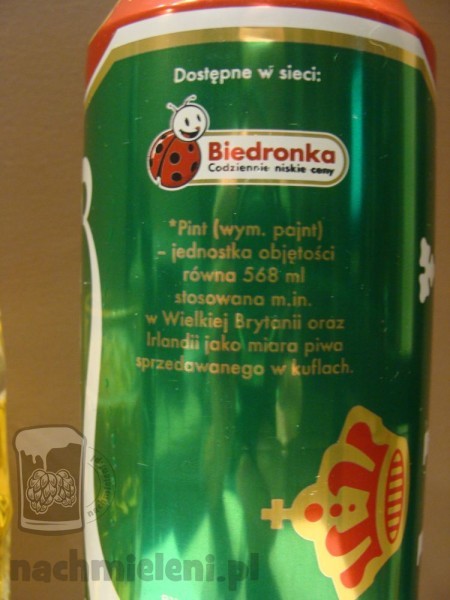 Dostępne w sieci:
Biedronka
Codziennie niskie ceny
*Pint (wym. pajnt)
– jednostka objętości
równa 568 ml
stosowana m.in.
w Wielkiej Brytanii oraz
Irlandii jako miara piwa
sprzedawanego w kuflach.
nachmieleni.pl